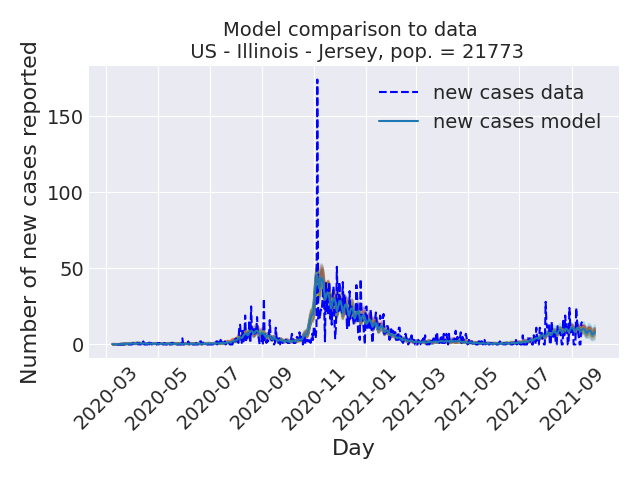 Model comparison to data
US - Illinois - Jersey, pop. = 21773
Number of new cases reported
150
100
50
0
new cases data
new cases model
2020-03
2020-05
2020-07
2020-09
2020-11
2021-01
2021-03
2021-05
2021-07
2021-09
Day